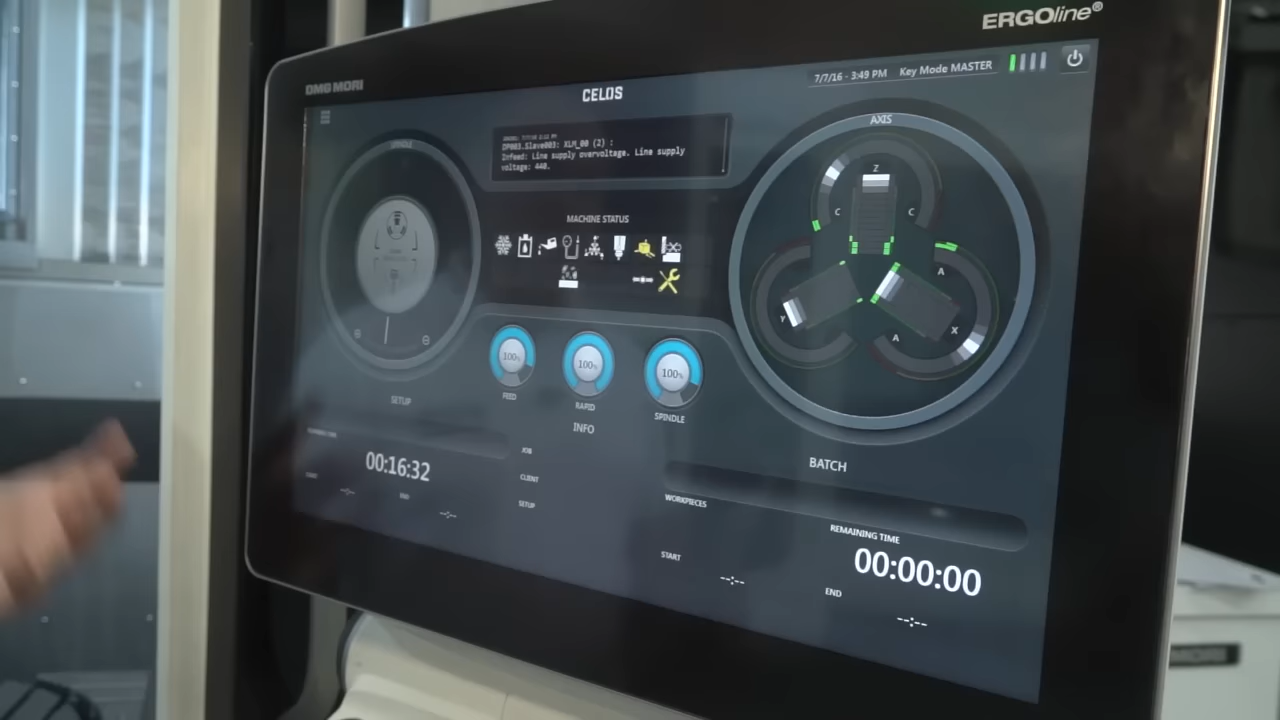 ERGOline®
DMG MORI
7/7/16 - 3:49 PM Key Mode MASTER
CELOS
SPINDLE
AXIS
DP003.Slave003: XLM_00 (2) :
Infeed: Line supply overvoltage. Line supply
voltage: 440.
MACHINE STATUS
Z
C C
A
Y X
A
100% 100% 100%
FEED RAPID SPINDLE
SETUP
INFO
BATCH
00:16:32
JOB
CLIENT
SETUP
START
END
--:--
--:--
WORKPIECES
REMAINING TIME
00:00:00
START
--:--
END
--:--